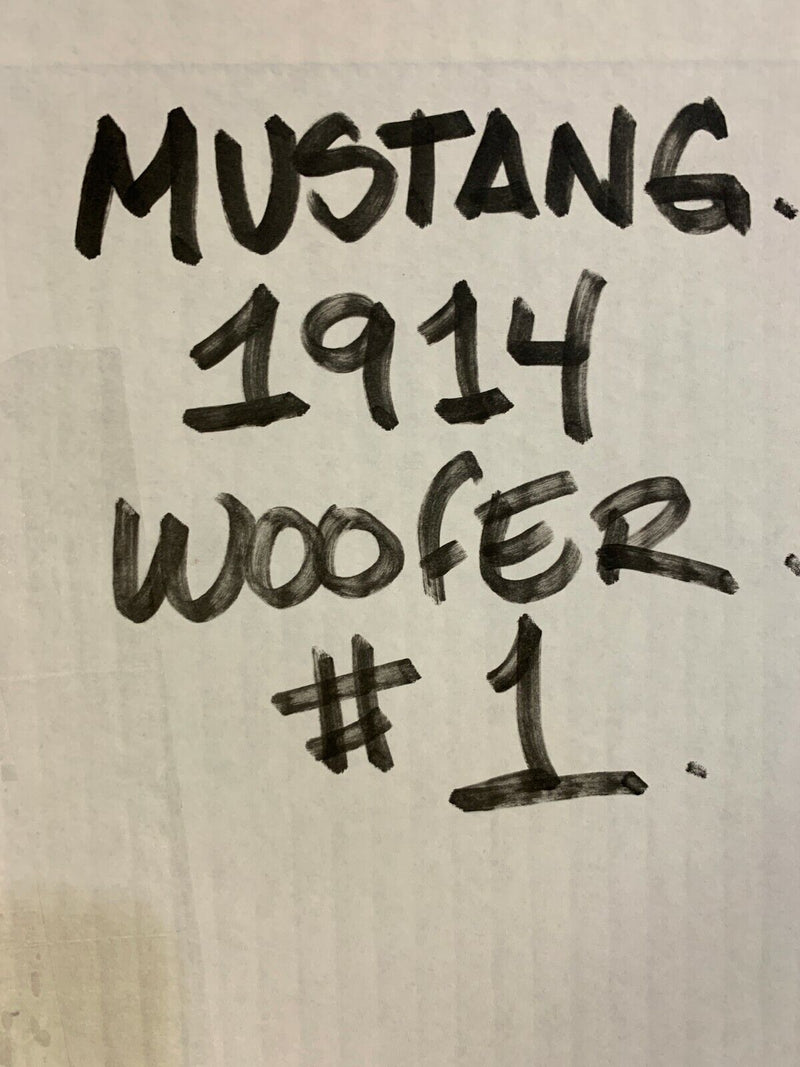 MUSTANG.
1914
WOOFER.
# 1.